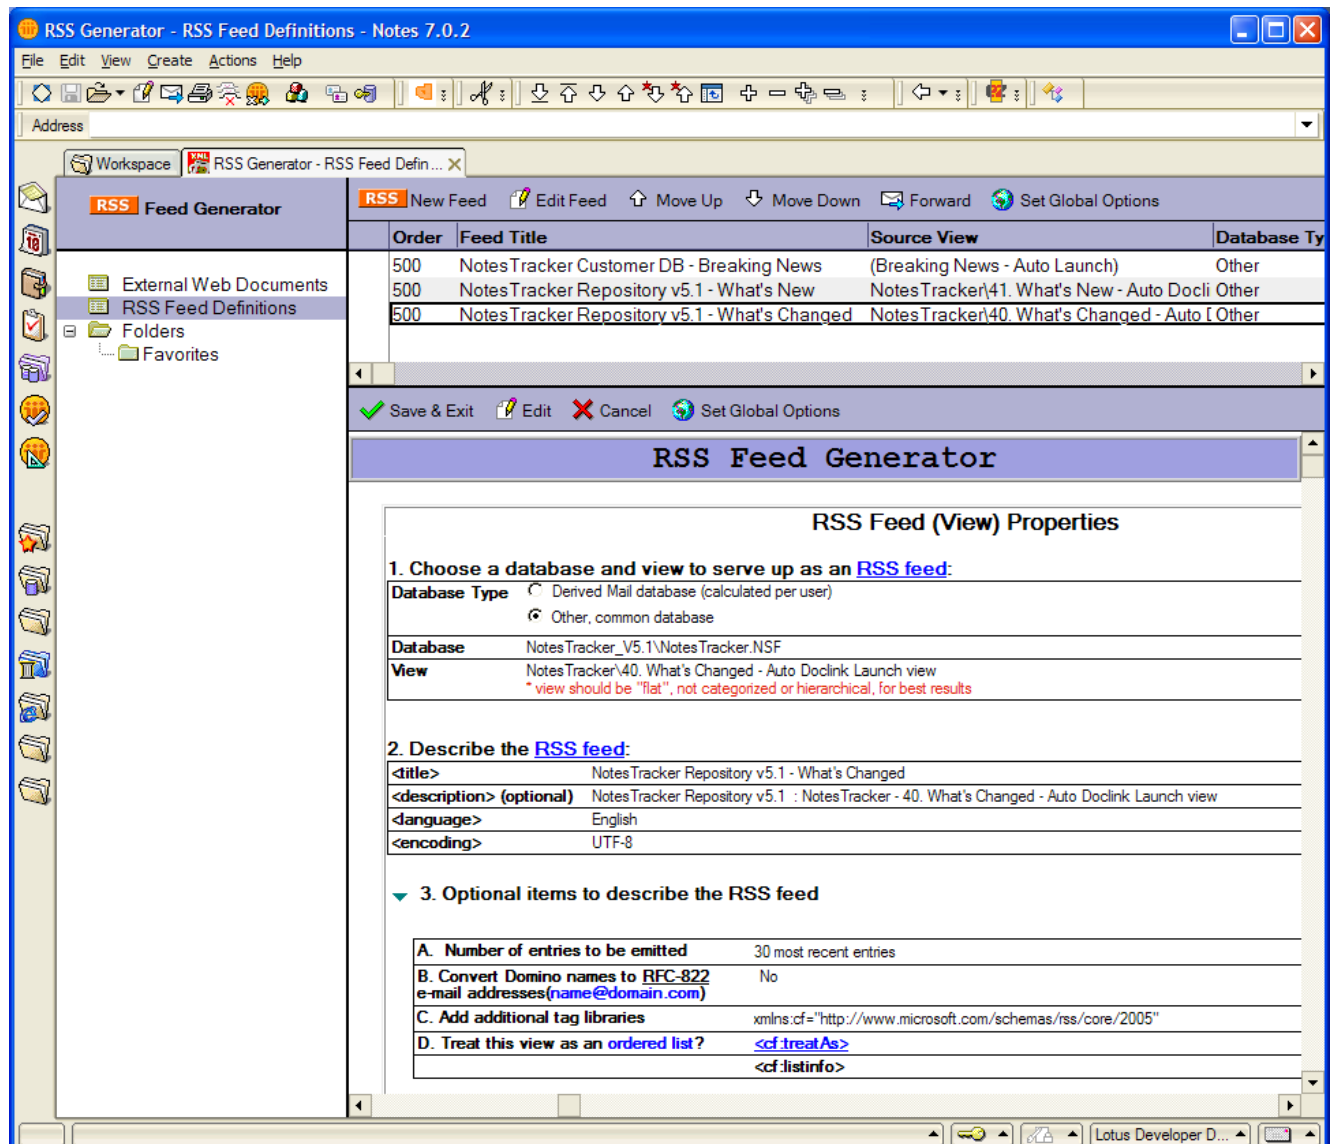 RSS Generator - RSS Feed Definitions - Notes 7.0.2
File Edit View Create Actions Help
Address
Workspace RSS Generator - RSS Feed Defin ...
RSS Feed Generator
RSS New Feed Edit Feed Move Up Move Down Forward Set Global Options
Order Feed Title Source View Database Ty
500 NotesTracker Customer DB - Breaking News (Breaking News - Auto Launch) Other
500 NotesTracker Repository v5.1 - What's New NotesTracker\41. What's New - Auto Docli Other
500 NotesTracker Repository v5.1 - What's Changed NotesTracker\40. What's Changed - Auto [ Other
External Web Documents
RSS Feed Definitions
Folders
Favorites
Save & Exit Edit Cancel Set Global Options
RSS Feed Generator
RSS Feed (View) Properties
1. Choose a database and view to serve up as an RSS feed:
Database Type Derived Mail database (calculated per user)
Other, common database
Database NotesTracker_V5.1\NotesTracker.NSF
View NotesTracker\40. What's Changed - Auto Doclink Launch view
* view should be "flat", not categorized or hierarchical, for best results
2. Describe the RSS feed:
<title> NotesTracker Repository v5.1 - What's Changed
<description> (optional) NotesTracker Repository v5.1 : NotesTracker - 40. What's Changed - Auto Doclink Launch view
<language> English
<encoding> UTF-8
3. Optional items to describe the RSS feed
A. Number of entries to be emitted 30 most recent entries
B. Convert Domino names to RFC-822 No
e-mail addresses(name@domain.com)
C. Add additional tag libraries xmlns:cf="http://www.microsoft.com/schemas/rss/core/2005"
D. Treat this view as an ordered list? <cf:treatAs>
<cf:listinfo>
Lotus Developer D...